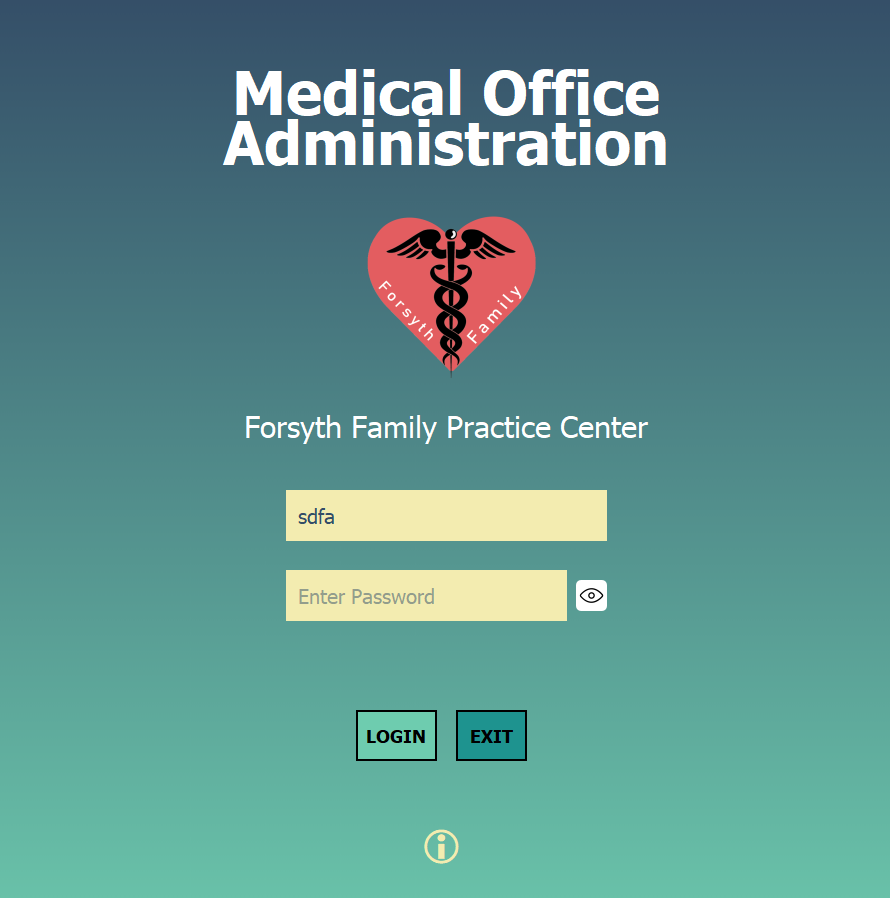 Medical Office
Administration
Forsyth Family
Forsyth Family Practice Center
sdfa
Enter Password
LOGIN EXIT